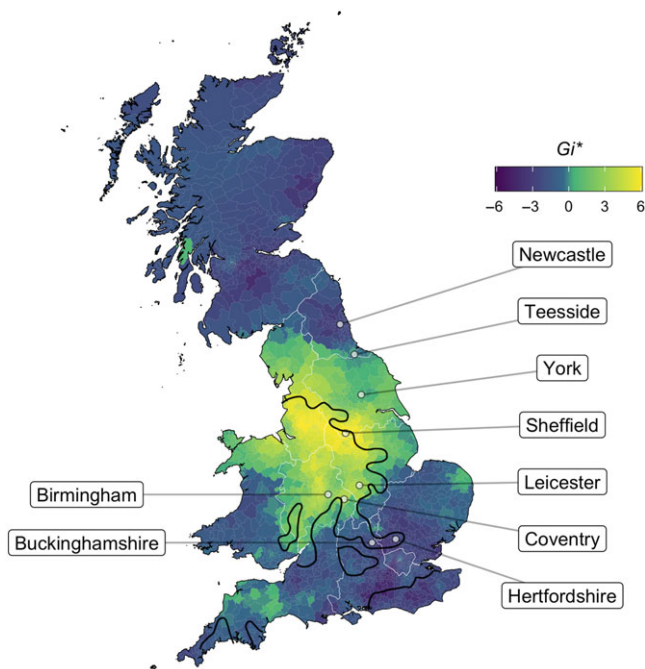 Gi*
−6 −3 0 3 6
Newcastle
Teesside
York
Sheffield
Leicester
Birmingham
Coventry
Buckinghamshire
Hertfordshire